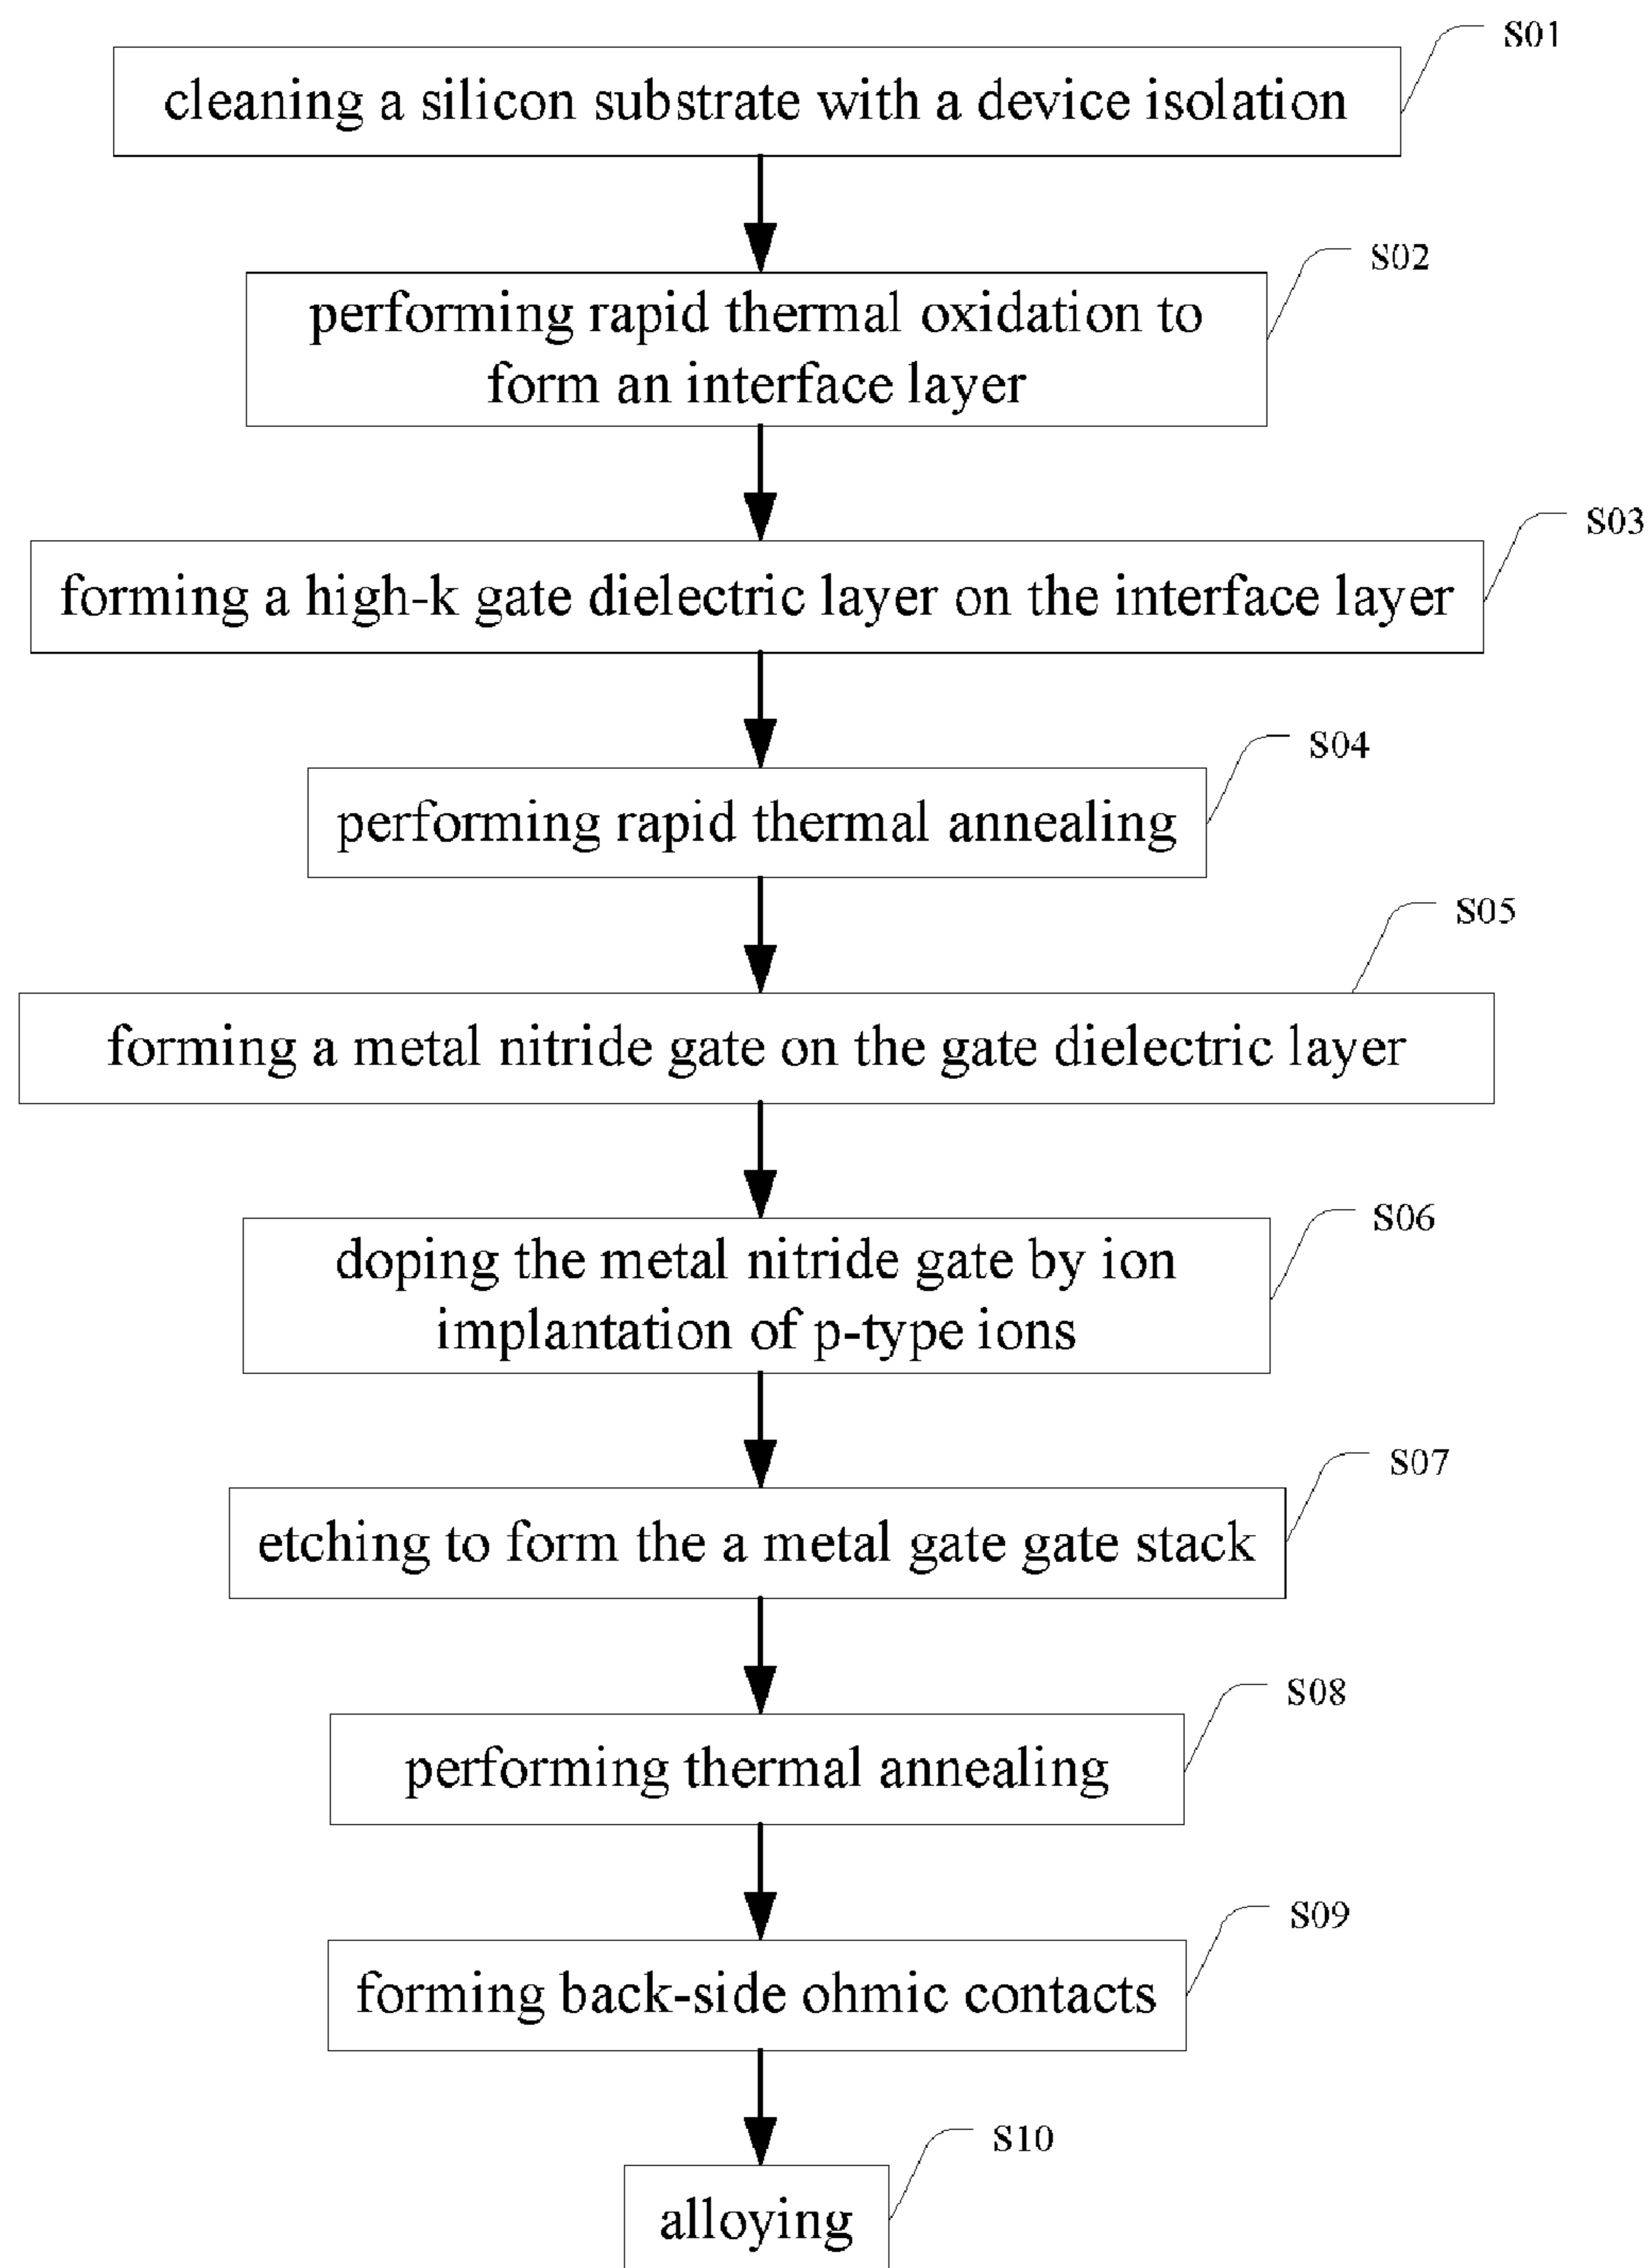 S01
cleaning a silicon substrate with a device isolation
S02
performing rapid thermal oxidation to
form an interface layer
S03
forming a high-k gate dielectric layer on the interface layer
S04
performing rapid thermal annealing
S05
forming a metal nitride gate on the gate dielectric layer
S06
doping the metal nitride gate by ion
implantation of p-type ions
S07
etching to form the a metal gate gate stack
S08
performing thermal annealing
S09
forming back-side ohmic contacts
S10
alloying